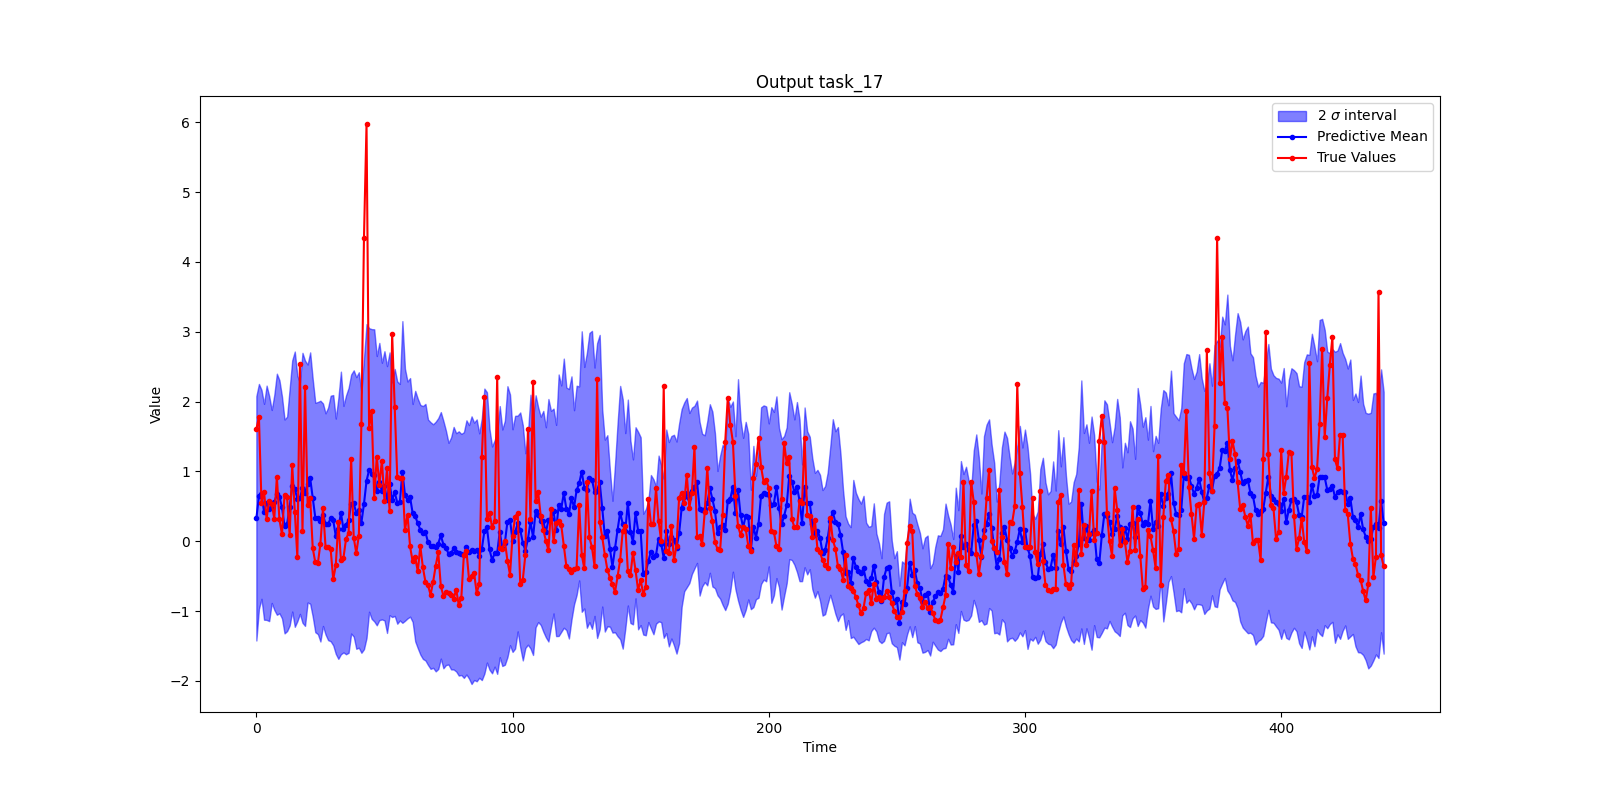 Output task_17
2 σ interval
Predictive Mean
True Values
Value
6
5
4
3
2
1
0
−1
−2
0 100 200 300 400
Time